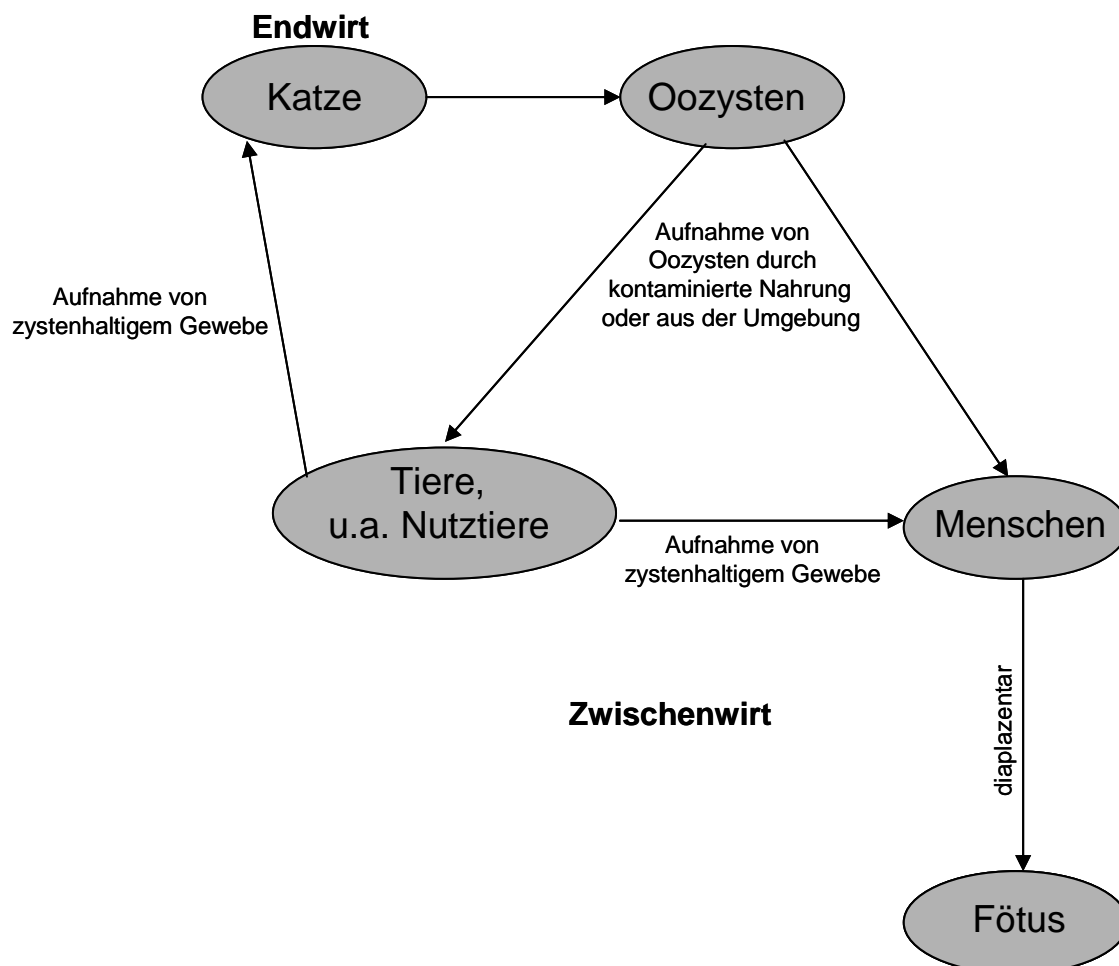 Endwirt
Katze
Oozysten
Aufnahme von
Oozysten durch
kontaminierte Nahrung
oder aus der Umgebung
Aufnahme von
zystenhaltigem Gewebe
Tiere,
u.a. Nutztiere
Menschen
Aufnahme von
zystenhaltigem Gewebe
Zwischenwirt
diaplazentar
Fötus